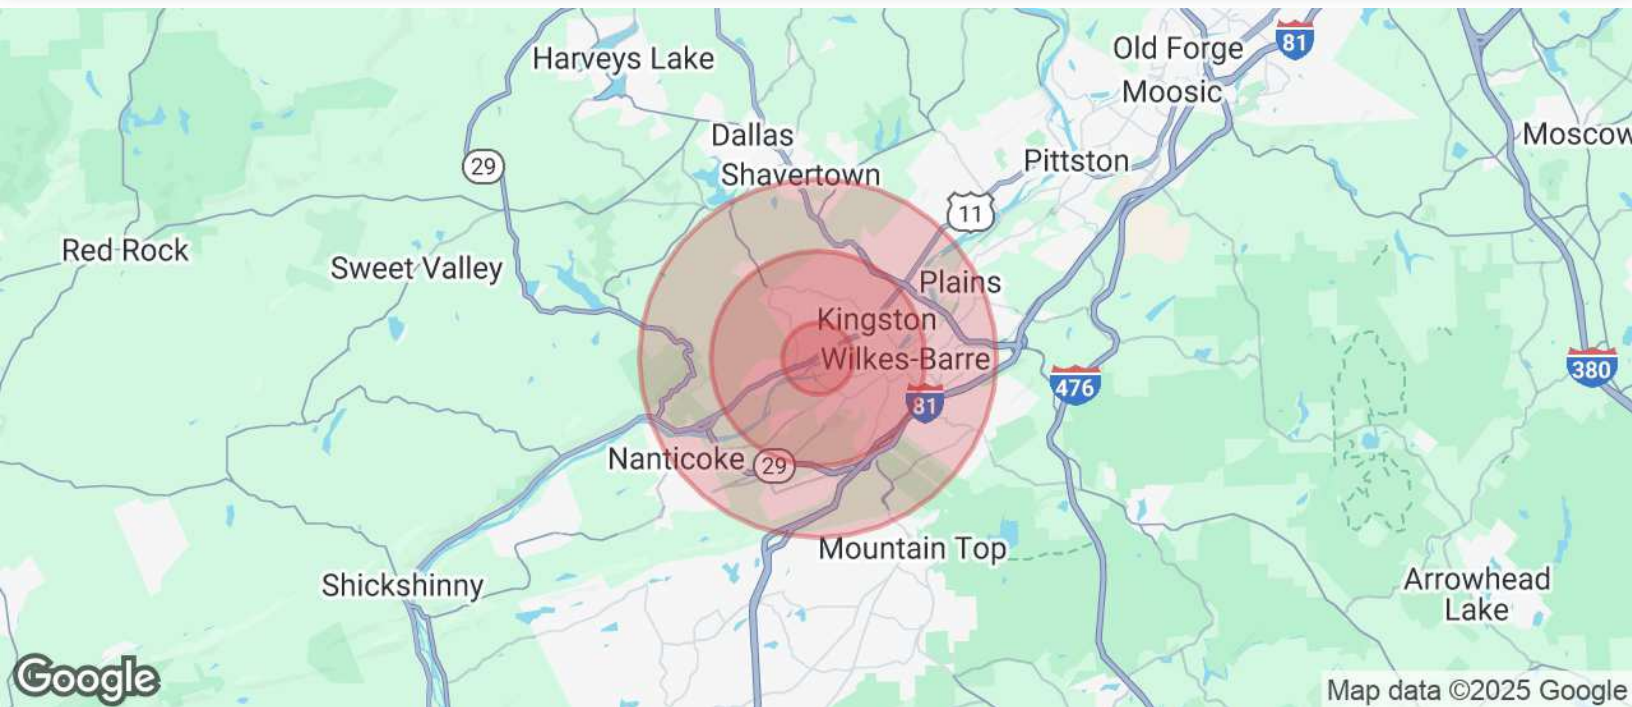 Harveys Lake
Old Forge
81
Moosic
Dallas
Moscow
29
Pittston
Shavertown
11
Red Rock
Sweet Valley
Plains
Kingston
Wilkes-Barre
380
476
81
Nanticoke
29
Mountain Top
Shickshinny
Arrowhead
Lake
Google
Map data ©2025 Google